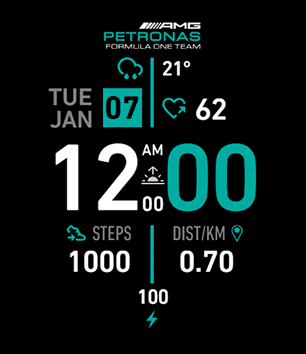 AMG
PETRONAS
FORMULA ONE TEAM
21°
TUE
JAN
07
62
12
AM
00
00
STEPS
DIST/KM
1000
0.70
100